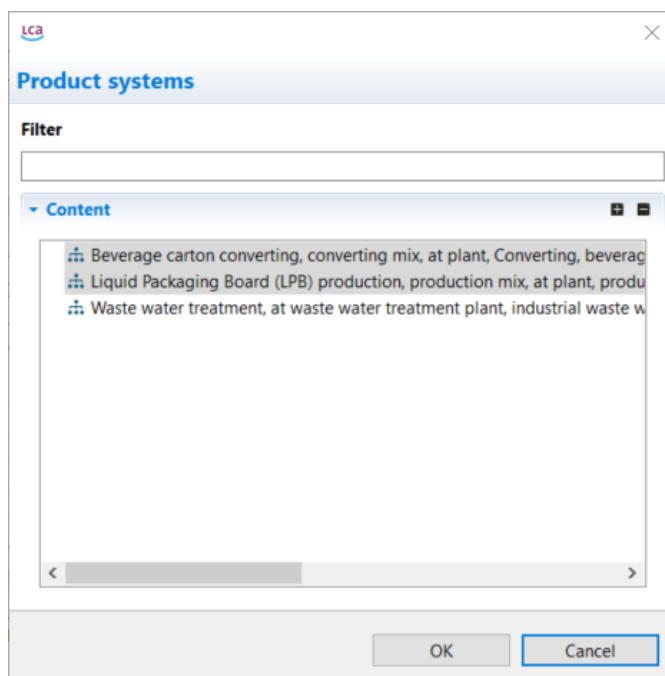 LCA
Product systems
Filter
Content
Beverage carton converting, converting mix, at plant, Converting, beverag
Liquid Packaging Board (LPB) production, production mix, at plant, produ
Waste water treatment, at waste water treatment plant, industrial waste w
OK
Cancel